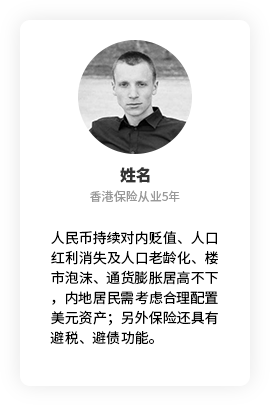 姓名
香港保险从业5年
人民币持续对内贬值、人口
红利消失及人口老龄化、楼
市泡沫、通货膨胀居高不下
，内地居民需考虑合理配置
美元资产；另外保险还具有
避税、避债功能。